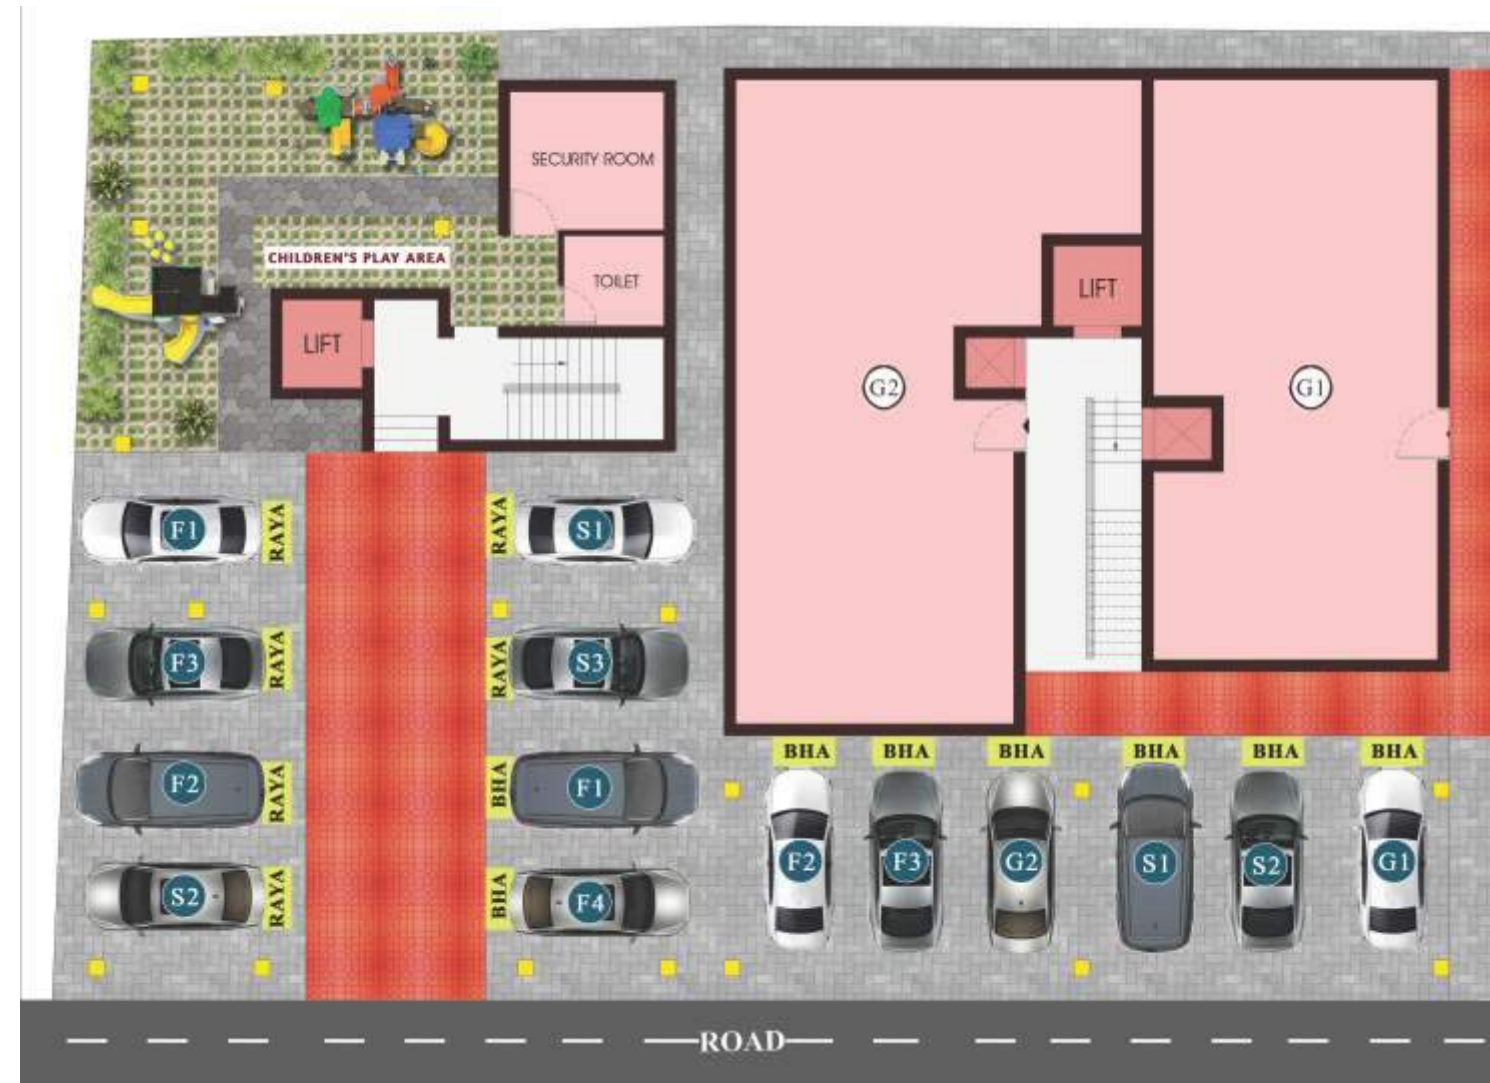 SECURITY ROOM
CHILDREN'S PLAY AREA
TOILET
LIFT
LIFT
G2
G1
F1
RAYA
RAYA
S1
F3
RAYA
RAYA
S3
F2
RAYA
BHA
F1
S2
RAYA
BHA
F4
BHA
BHA
BHA
BHA
BHA
BHA
F2
F3
G2
S1
S2
G1
ROAD